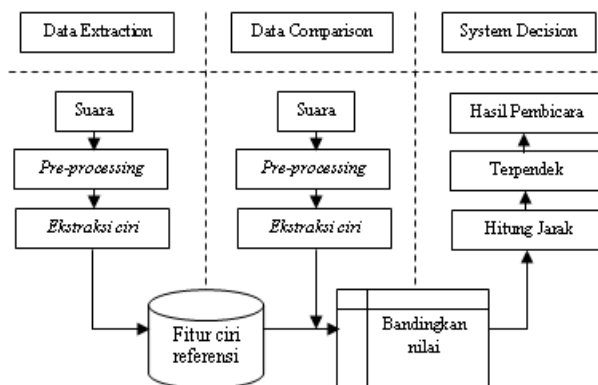 Data Extraction
Data Comparison
System Decision
Suara
Pre-processing
Ekstraksi ciri
Suara
Pre-processing
Ekstraksi ciri
Hasil Pembicara
Terpendek
Hitung Jarak
Fitur ciri
referensi
Bandingkan
nilai